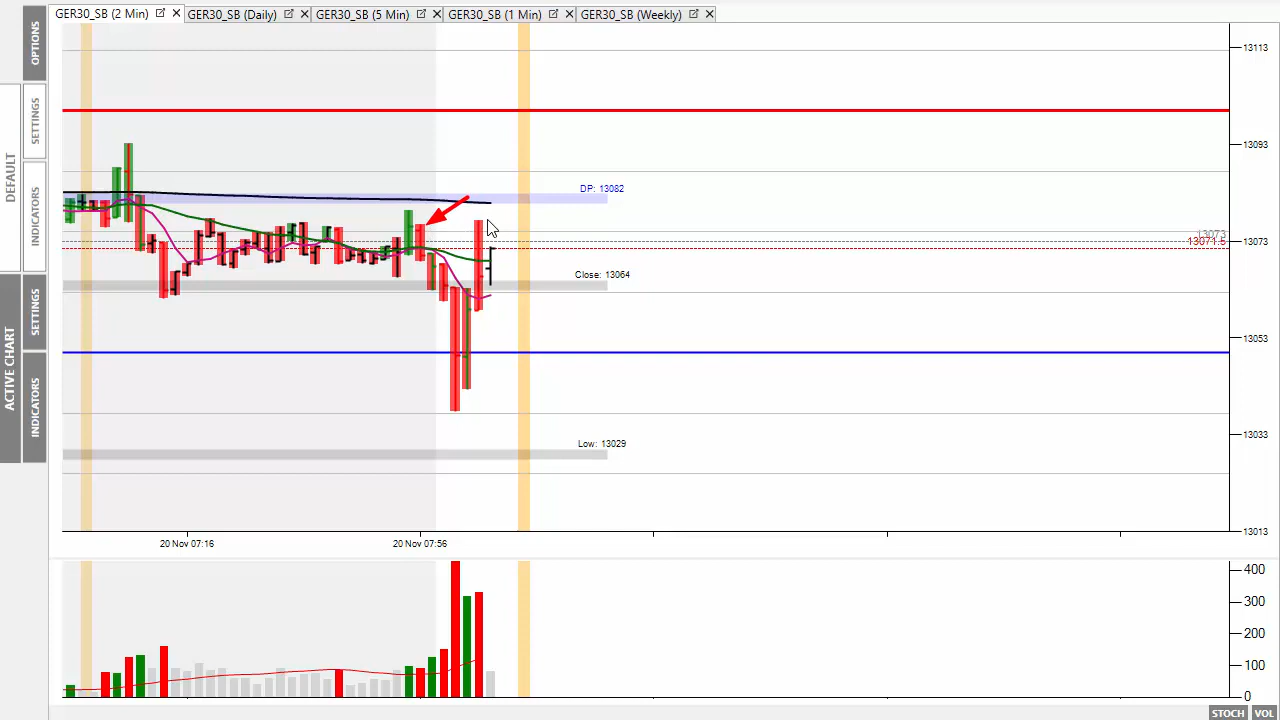 GER30_SB (2 Min)
GER30_SB (Daily)
GER30_SB (5 Min)
GER30_SB (1 Min)
GER30_SB (Weekly)
OPTIONS
SETTINGS
DEFAULT
INDICATORS
SETTINGS
ACTIVE CHART
INDICATORS
13113
13093
DP: 13082
13073
13071.5
13073
Close: 13064
13053
13033
Low: 13029
13013
20 Nov 07:16
20 Nov 07:56
400
300
200
100
0
STOCH
VOL